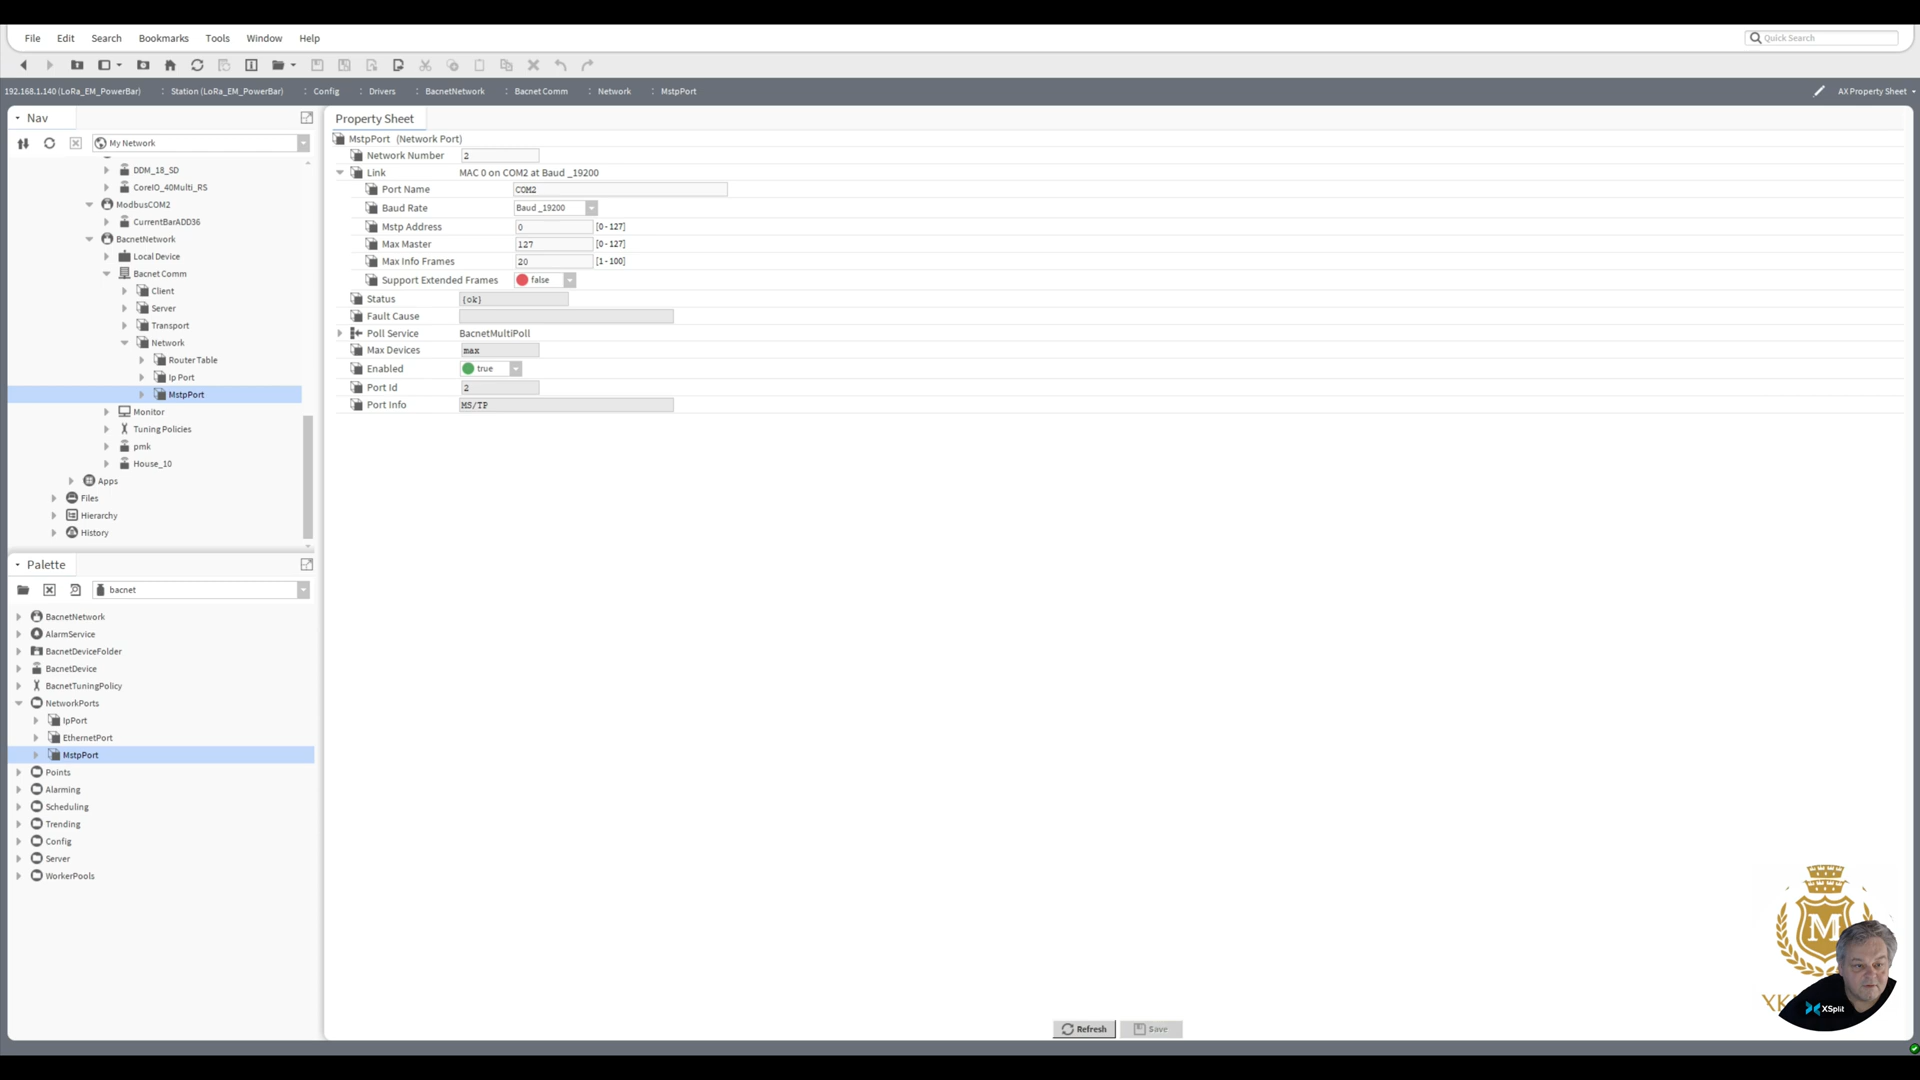 File Edit Search Bookmarks Tools Window Help
Quick Search
192.168.1.140 (LoRa_EM_PowerBar) : Station (LoRa_EM_PowerBar) : Config : Drivers : BacnetNetwork : Bacnet Comm : Network : MstpPort
AX Property Sheet
Nav
My Network
DDM_18_SD
CoreIO_40Multi_RS
ModbusCOM2
CurrentBarADD36
BacnetNetwork
Local Device
Bacnet Comm
Client
Server
Transport
Network
Router Table
Ip Port
MstpPort
Monitor
Tuning Policies
pmk
House_10
Apps
Files
Hierarchy
History
Palette
bacnet
BacnetNetwork
AlarmService
BacnetDeviceFolder
BacnetDevice
BacnetTuningPolicy
NetworkPorts
IpPort
EthernetPort
MstpPort
Points
Alarming
Scheduling
Trending
Config
Server
WorkerPools
Property Sheet
MstpPort (Network Port)
Network Number 2
Link MAC 0 on COM2 at Baud _19200
Port Name COM2
Baud Rate Baud _19200
Mstp Address 0 [0-127]
Max Master 127 [0-127]
Max Info Frames 20 [1-100]
Support Extended Frames false
Status {ok}
Fault Cause
Poll Service BacnetMultiPoll
Max Devices max
Enabled true
Port Id 2
Port Info MS/TP
Refresh Save
M
XSplit